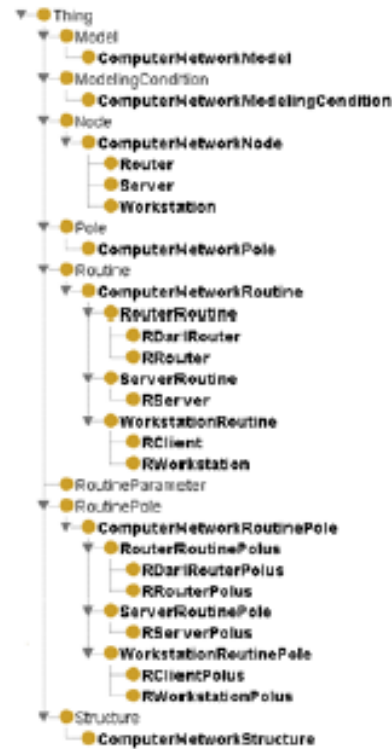 Thing
Model
ComputerNetworkModel
ModelingCondition
ComputerNetworkModelingCondition
Node
ComputerNetworkNode
Router
Server
Workstation
Pole
ComputerNetworkPole
Routine
ComputerNetworkRoutine
RouterRoutine
RDariRouter
RRouter
ServerRoutine
RServer
WorkstationRoutine
RClient
RWorkstation
RoutineParameter
RoutinePole
ComputerNetworkRoutinePole
RouterRoutinePolus
RDariRouterPolus
RRouterPolus
ServerRoutinePole
RServerPolus
WorkstationRoutinePole
RClientPolus
RWorkstationPolus
Structure
ComputerNetworkStructure